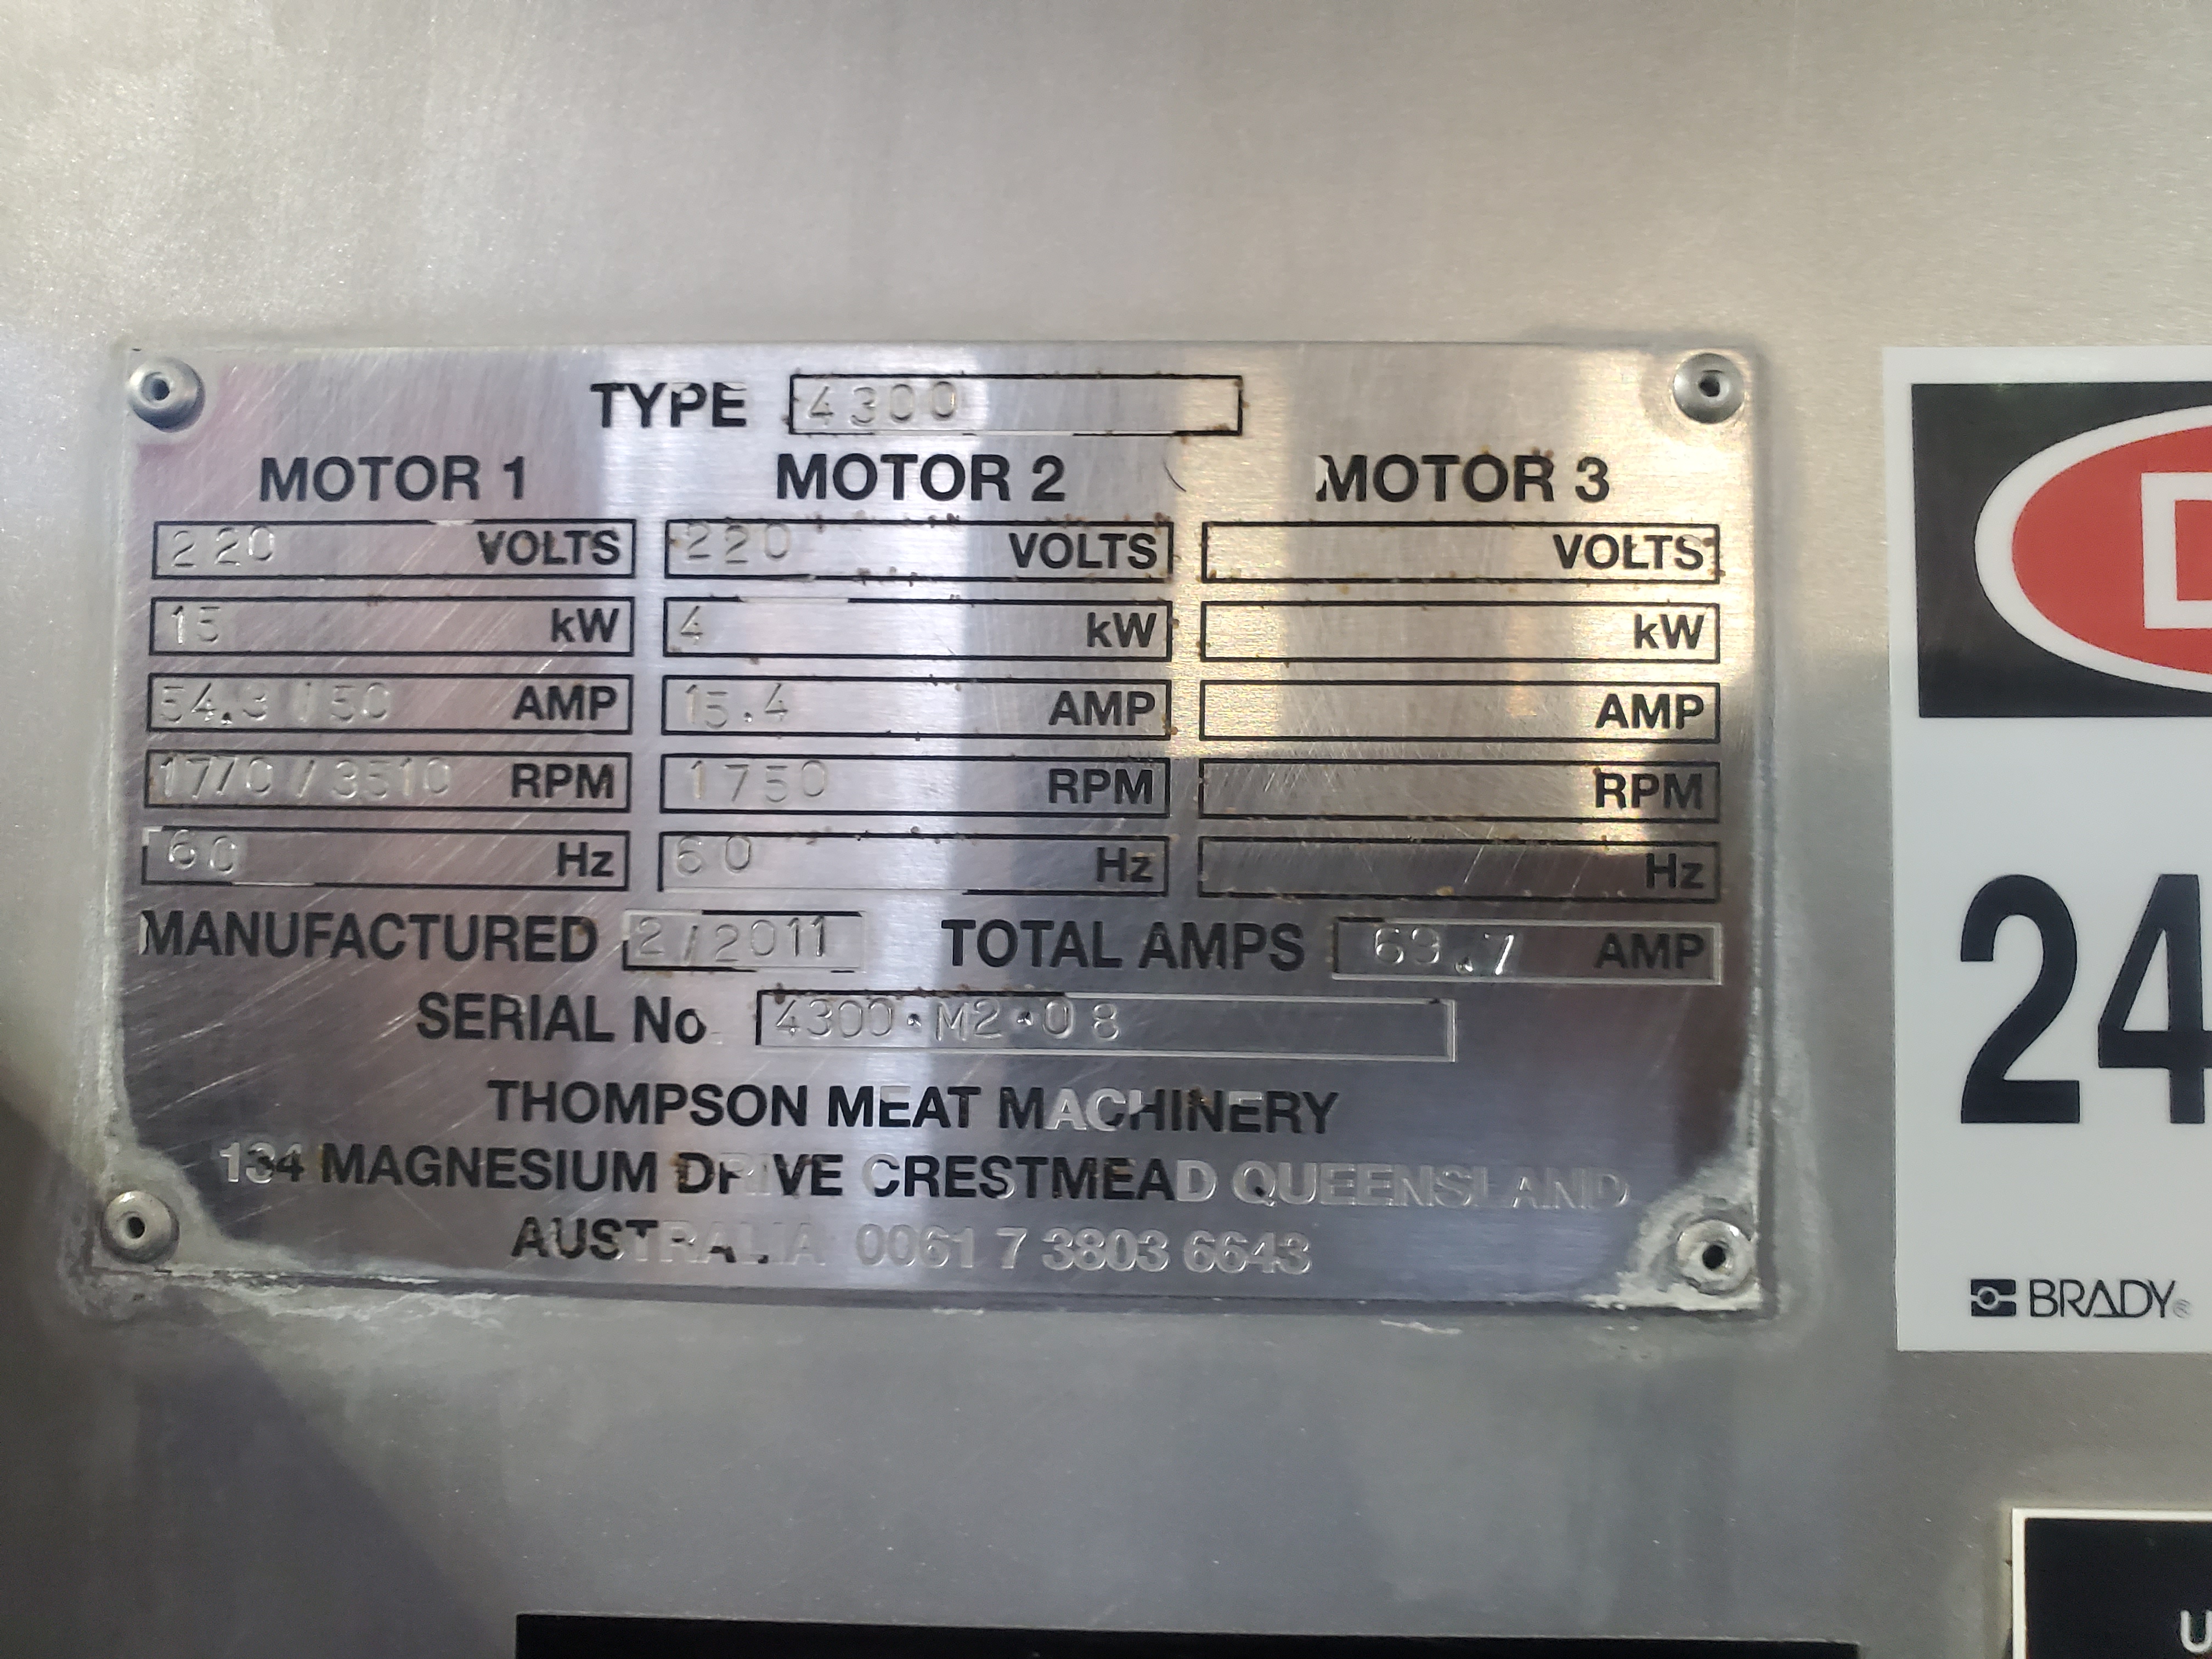 TYPE 4300
MOTOR 1 MOTOR 2 MOTOR 3
220 VOLTS 220 VOLTS VOLTS
15 kW 4 kW kW
54.3 / 50 AMP 15.4 AMP AMP
1770 / 3510 RPM 1750 RPM RPM
60 Hz 60 Hz Hz
MANUFACTURED 2/2011 TOTAL AMPS 69.7 AMP
SERIAL No 4300.M2.08
THOMPSON MEAT MACHINERY
134 MAGNESIUM DRIVE CRESTMEAD QUEENSLAND
AUSTRALIA 0061 7 3803 6643
D
24
BRADY®
U